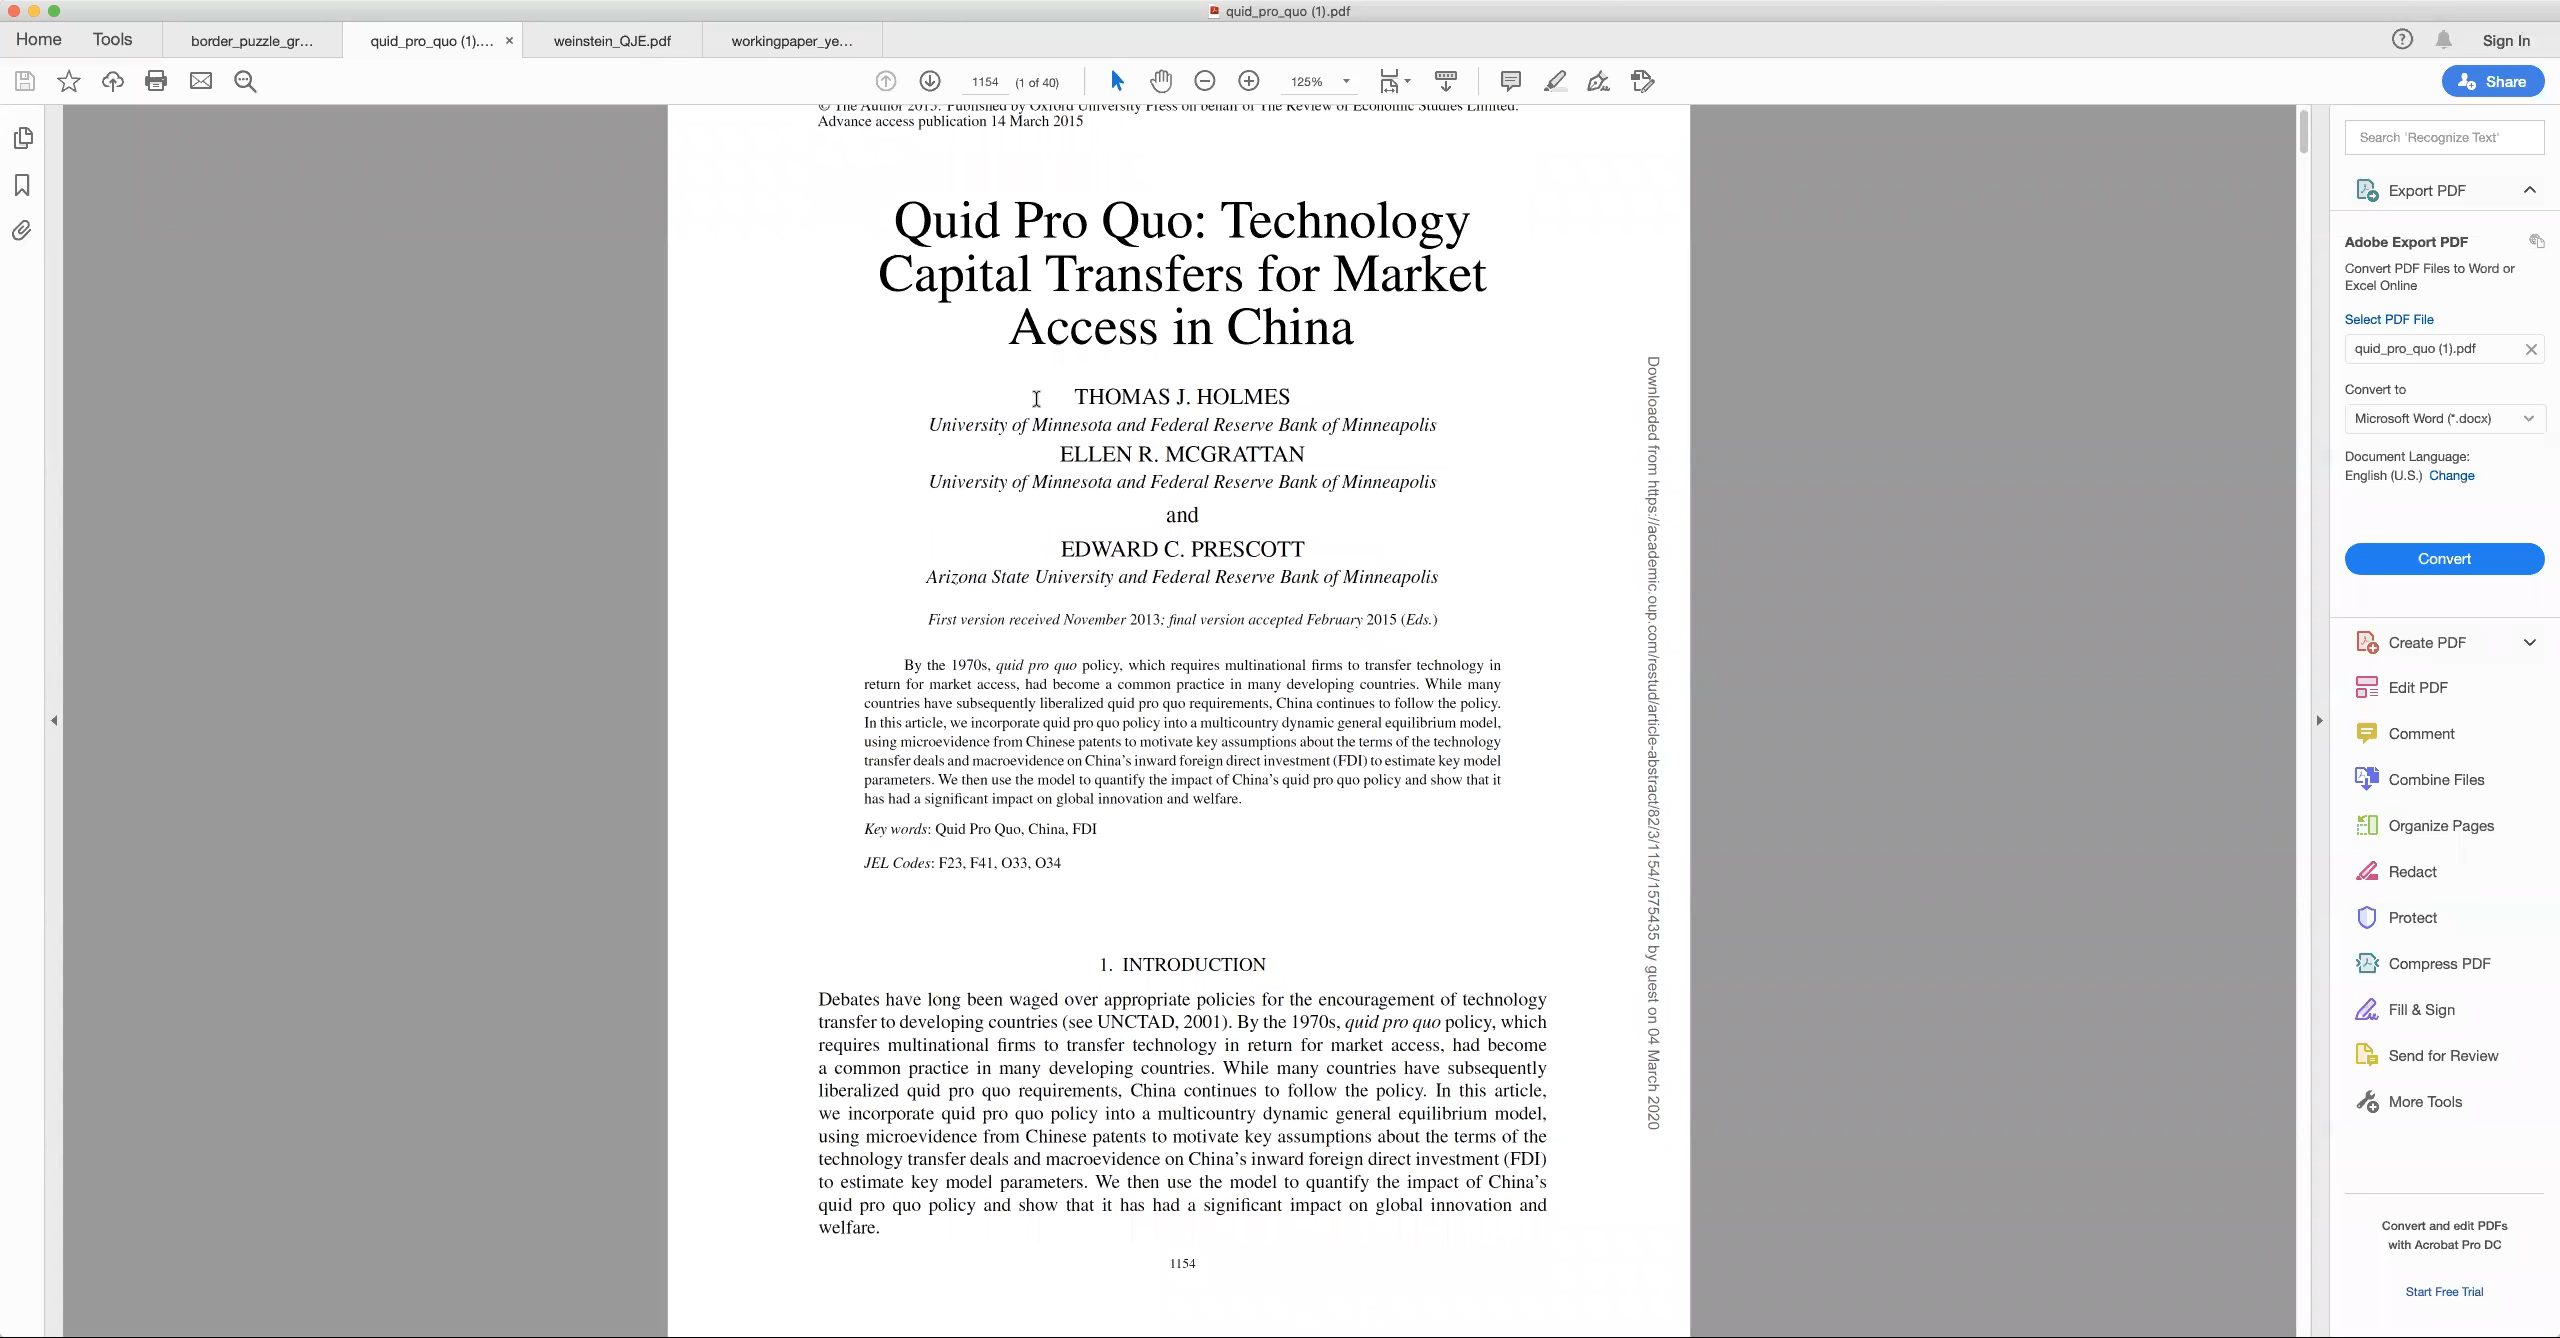 quid_pro_quo (1).pdf
Home
Tools
border_puzzle_gr...
quid_pro_quo (1)....
weinstein_QJE.pdf
workingpaper_ye...
Sign In
1154
(1 of 40)
125%
Share
© The Author 2015. Published by Oxford University Press on behalf of The Review of Economic Studies Limited.
Advance access publication 14 March 2015
Quid Pro Quo: Technology
Capital Transfers for Market
Access in China
THOMAS J. HOLMES
University of Minnesota and Federal Reserve Bank of Minneapolis
ELLEN R. MCGRATTAN
University of Minnesota and Federal Reserve Bank of Minneapolis
and
EDWARD C. PRESCOTT
Arizona State University and Federal Reserve Bank of Minneapolis
First version received November 2013; final version accepted February 2015 (Eds.)
By the 1970s, quid pro quo policy, which requires multinational firms to transfer technology in
return for market access, had become a common practice in many developing countries. While many
countries have subsequently liberalized quid pro quo requirements, China continues to follow the policy.
In this article, we incorporate quid pro quo policy into a multicountry dynamic general equilibrium model,
using microevidence from Chinese patents to motivate key assumptions about the terms of the technology
transfer deals and macroevidence on China's inward foreign direct investment (FDI) to estimate key model
parameters. We then use the model to quantify the impact of China's quid pro quo policy and show that it
has had a significant impact on global innovation and welfare.
Key words: Quid Pro Quo, China, FDI
JEL Codes: F23, F41, O33, O34
1. INTRODUCTION
Debates have long been waged over appropriate policies for the encouragement of technology
transfer to developing countries (see UNCTAD, 2001). By the 1970s, quid pro quo policy, which
requires multinational firms to transfer technology in return for market access, had become
a common practice in many developing countries. While many countries have subsequently
liberalized quid pro quo requirements, China continues to follow the policy. In this article,
we incorporate quid pro quo policy into a multicountry dynamic general equilibrium model,
using microevidence from Chinese patents to motivate key assumptions about the terms of the
technology transfer deals and macroevidence on China's inward foreign direct investment (FDI)
to estimate key model parameters. We then use the model to quantify the impact of China's
quid pro quo policy and show that it has had a significant impact on global innovation and
welfare.
1154
Downloaded from https://academic.oup.com/restud/article-abstract/82/3/1154/1575435 by guest on 04 March 2020
Search 'Recognize Text'
Export PDF
Adobe Export PDF
Convert PDF Files to Word or
Excel Online
Select PDF File
quid_pro_quo (1).pdf
Convert to
Microsoft Word (*.docx)
Document Language:
English (U.S.) Change
Convert
Create PDF
Edit PDF
Comment
Combine Files
Organize Pages
Redact
Protect
Compress PDF
Fill & Sign
Send for Review
More Tools
Convert and edit PDFs
with Acrobat Pro DC
Start Free Trial